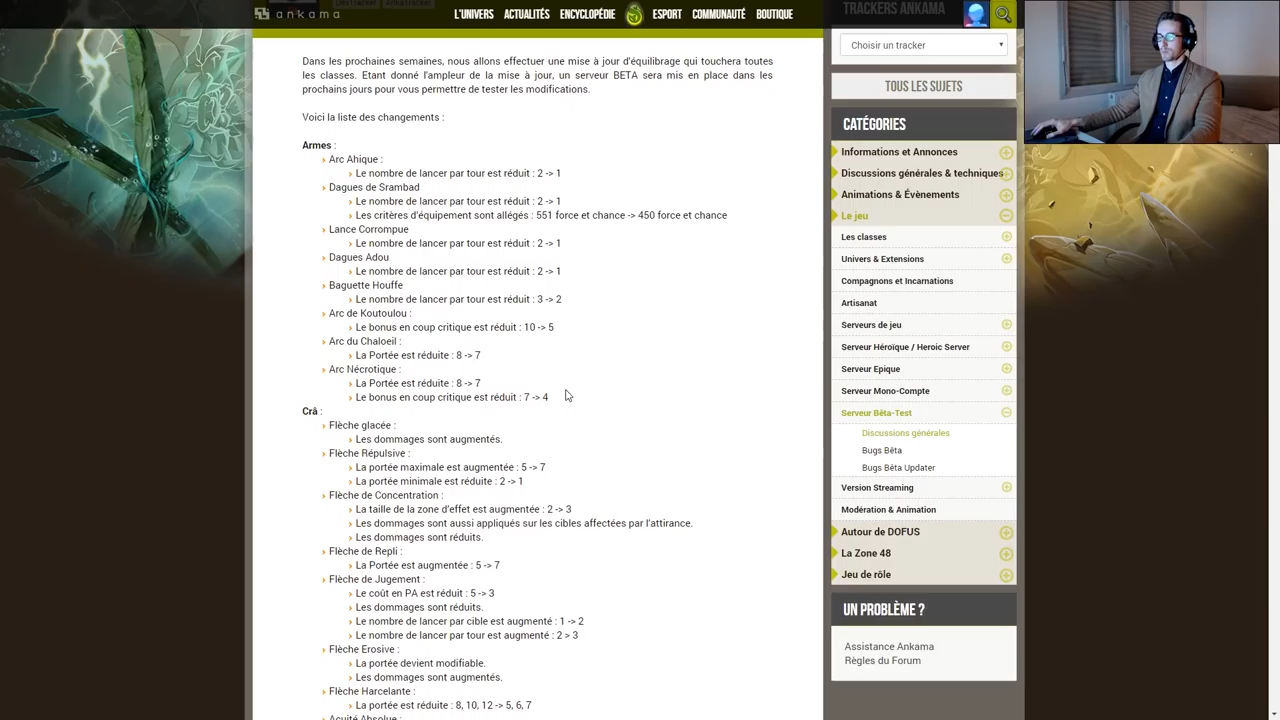 ankama
L'UNIVERS ACTUALITÉS ENCYCLOPÉDIE ESPORT COMMUNAUTÉ BOUTIQUE
TRACKERS ANKAMA
Choisir un tracker
TOUS LES SUJETS
Dans les prochaines semaines, nous allons effectuer une mise à jour d'équilibrage qui touchera toutes
les classes. Etant donné l'ampleur de la mise à jour, un serveur BETA sera mis en place dans les
prochains jours pour vous permettre de tester les modifications.
Voici la liste des changements :
Armes :
Arc Ahique :
Le nombre de lancer par tour est réduit : 2 -> 1
Dagues de Srambad
Le nombre de lancer par tour est réduit : 2 -> 1
Les critères d'équipement sont allégés : 551 force et chance -> 450 force et chance
Lance Corrompue
Le nombre de lancer par tour est réduit : 2 -> 1
Dagues Adou
Le nombre de lancer par tour est réduit : 2 -> 1
Baguette Houffe
Le nombre de lancer par tour est réduit : 3 -> 2
Arc de Koutoulou :
Le bonus en coup critique est réduit : 10 -> 5
Arc du Chaloeil :
La Portée est réduite : 8 -> 7
Arc Nécrotique :
La Portée est réduite : 8 -> 7
Le bonus en coup critique est réduit : 7 -> 4
Crâ :
Flèche glacée :
Les dommages sont augmentés.
Flèche Répulsive :
La portée maximale est augmentée : 5 -> 7
La portée minimale est réduite : 2 -> 1
Flèche de Concentration :
La taille de la zone d'effet est augmentée : 2 -> 3
Les dommages sont aussi appliqués sur les cibles affectées par l'attirance.
Les dommages sont réduits.
Flèche de Repli :
La Portée est augmentée : 5 -> 7
Flèche de Jugement :
Le coût en PA est réduit : 5 -> 3
Les dommages sont réduits.
Le nombre de lancer par cible est augmenté : 1 -> 2
Le nombre de lancer par tour est augmenté : 2 > 3
Flèche Erosive :
La portée devient modifiable.
Les dommages sont augmentés.
Flèche Harcelante :
La portée est réduite : 8, 10, 12 -> 5, 6, 7
Acuité Absolue :
CATÉGORIES
Informations et Annonces
Discussions générales & techniques
Animations & Évènements
Le jeu
Les classes
Univers & Extensions
Compagnons et Incarnations
Artisanat
Serveurs de jeu
Serveur Héroïque / Heroic Server
Serveur Epique
Serveur Mono-Compte
Serveur Bêta-Test
Discussions générales
Bugs Bêta
Bugs Bêta Updater
Version Streaming
Modération & Animation
Autour de DOFUS
La Zone 48
Jeu de rôle
UN PROBLÈME ?
Assistance Ankama
Règles du Forum